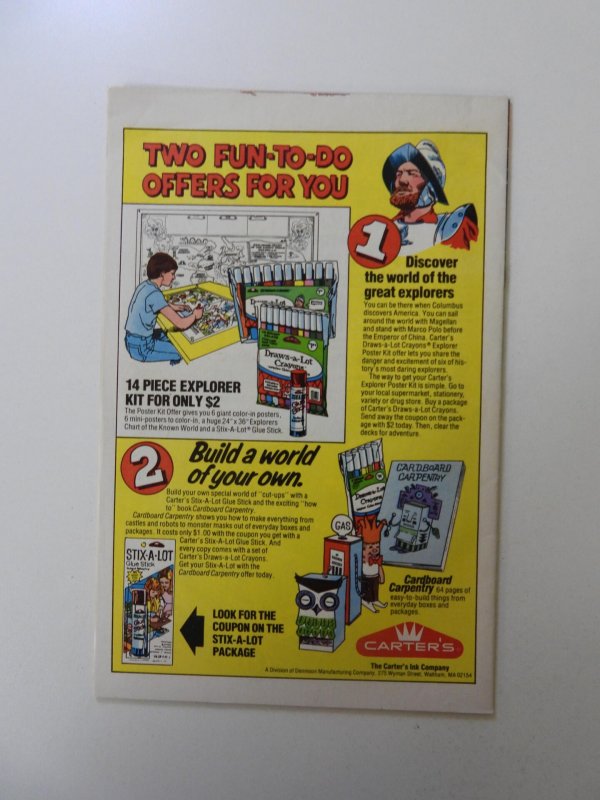 TWO FUN-TO-DO
OFFERS FOR YOU
1
Discover
the world of the
great explorers
You can be there when Columbus
discovers America. You can sail
around the world with Magellan
and stand with Marco Polo before
the Emperor of China. Carter's
Draws-a-Lot Crayons® Explorer
Poster Kit offer lets you share the
danger and excitement of six of his-
tory's most daring explorers.
The way to get your Carter's
Explorer Poster Kit is simple. Go to
your local supermarket, stationery,
variety or drug store. Buy a package
of Carter's Draws-a-Lot Crayons.
Send away the coupon on the pack-
age with $2 today. Then, clear the
decks for adventure.
Draws-a-Lot
Crayons
14 PIECE EXPLORER
KIT FOR ONLY $2
The Poster Kit Offer gives you 6 giant color-in posters,
6 mini-posters to color-in, a huge 24" x 36" Explorers
Chart of the Known World and a Stix-A-Lot® Glue Stick.
2
Build a world
of your own.
Build your own special world of "cut-ups" with a
Carter's Stix-A-Lot Glue Stick and the exciting "how
to" book Cardboard Carpentry.
Cardboard Carpentry shows you how to make everything from
castles and robots to monster masks out of everyday boxes and
packages. It costs only $1.00 with the coupon you get with a
Carter's Stix-A-Lot Glue Stick. And
every copy comes with a set of
Carter's Draws-a-Lot Crayons.
Get your Stix-A-Lot with the
Cardboard Carpentry offer today.
STIX-A-LOT
Glue Stick
LOOK FOR THE
COUPON ON THE
STIX-A-LOT
PACKAGE
GAS
CARDBOARD
CARPENTRY
Cardboard
Carpentry 64 pages of
easy-to-build things from
everyday boxes and
packages.
CARTER'S
The Carter's Ink Company
A Division of Dennison Manufacturing Company, 275 Wyman Street, Waltham, MA 02154